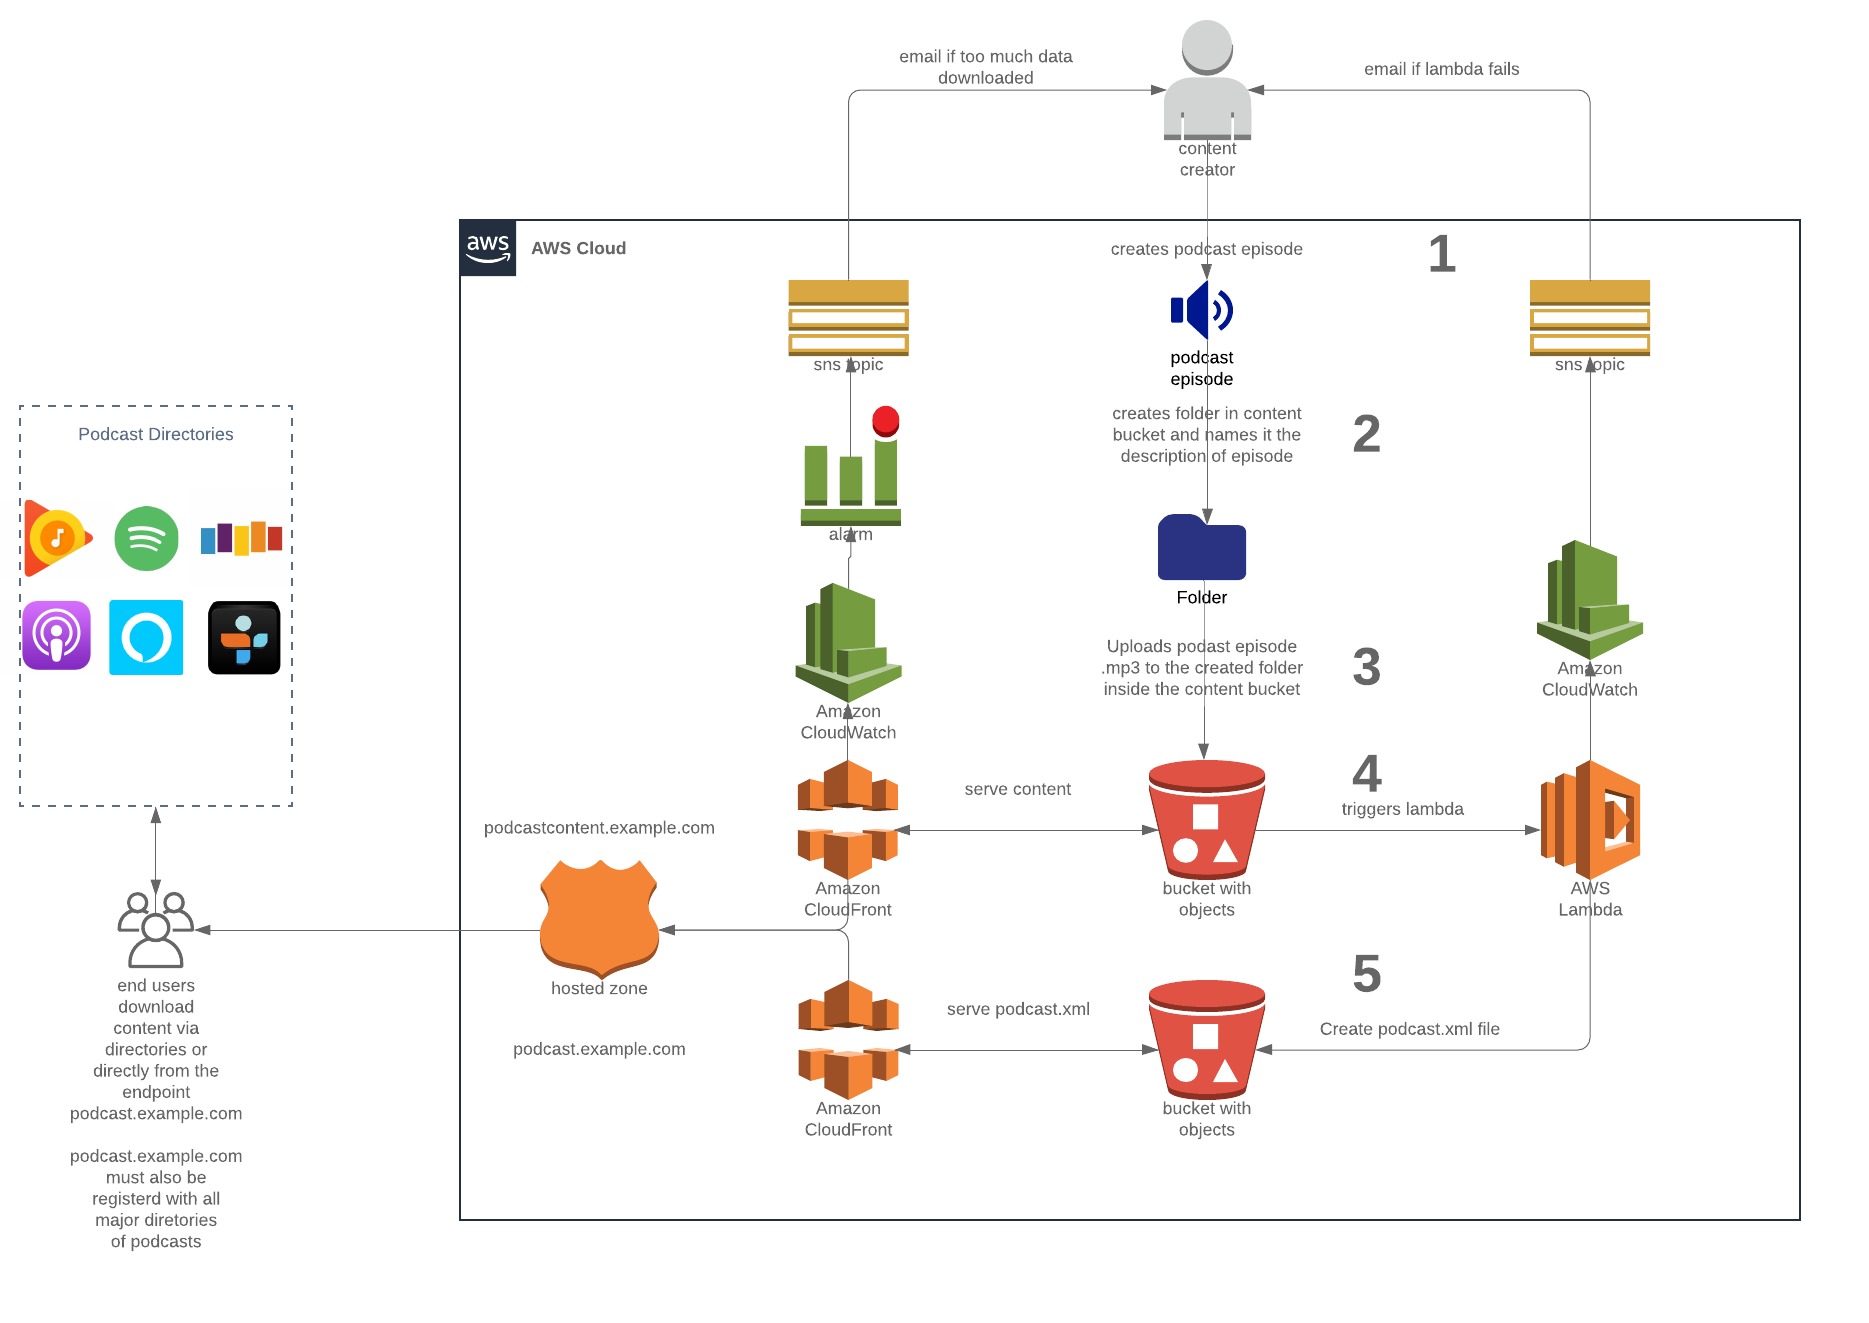 email if too much data
downloaded
email if lambda fails
content
creator
aws
AWS Cloud
creates podcast episode
1
sns topic
podcast
episode
sns topic
creates folder in content
bucket and names it the
description of episode
2
Podcast Directories
alarm
Folder
Uploads podast episode
.mp3 to the created folder
inside the content bucket
3
Amazon
CloudWatch
Amazon
CloudWatch
4
triggers lambda
serve content
podcastcontent.example.com
Amazon
CloudFront
bucket with
objects
AWS
Lambda
hosted zone
5
serve podcast.xml
Create podcast.xml file
podcast.example.com
Amazon
CloudFront
bucket with
objects
end users
download
content via
directories or
directly from the
endpoint
podcast.example.com
podcast.example.com
must also be
registerd with all
major diretories
of podcasts